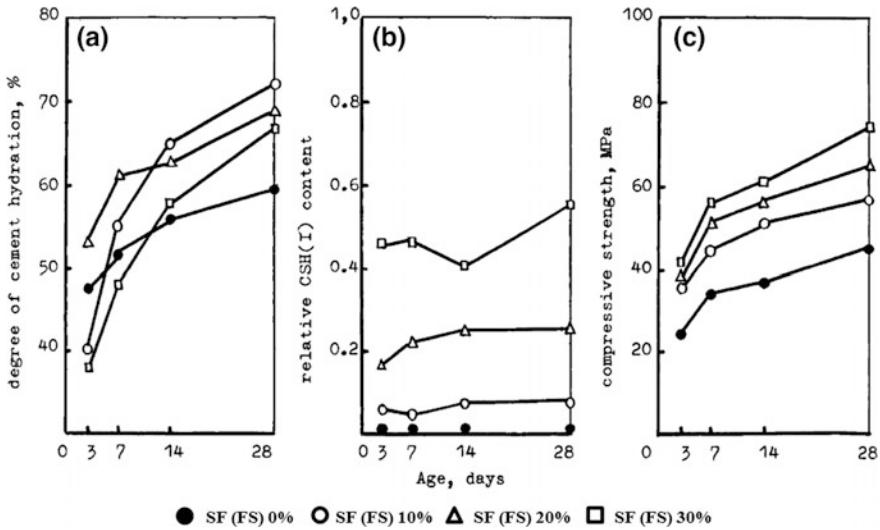 (a)
degree of cement hydration, %
80
70
60
50
40
0 3 7 14 28
(b)
relative CSH(I) content
1,0
0.8
0.6
0.4
0.2
0 3 7 14 28
Age, days
(c)
compressive strength, MPa
100
80
60
40
20
0 3 7 14 28
SF (FS) 0% SF (FS) 10% SF (FS) 20% SF (FS) 30%